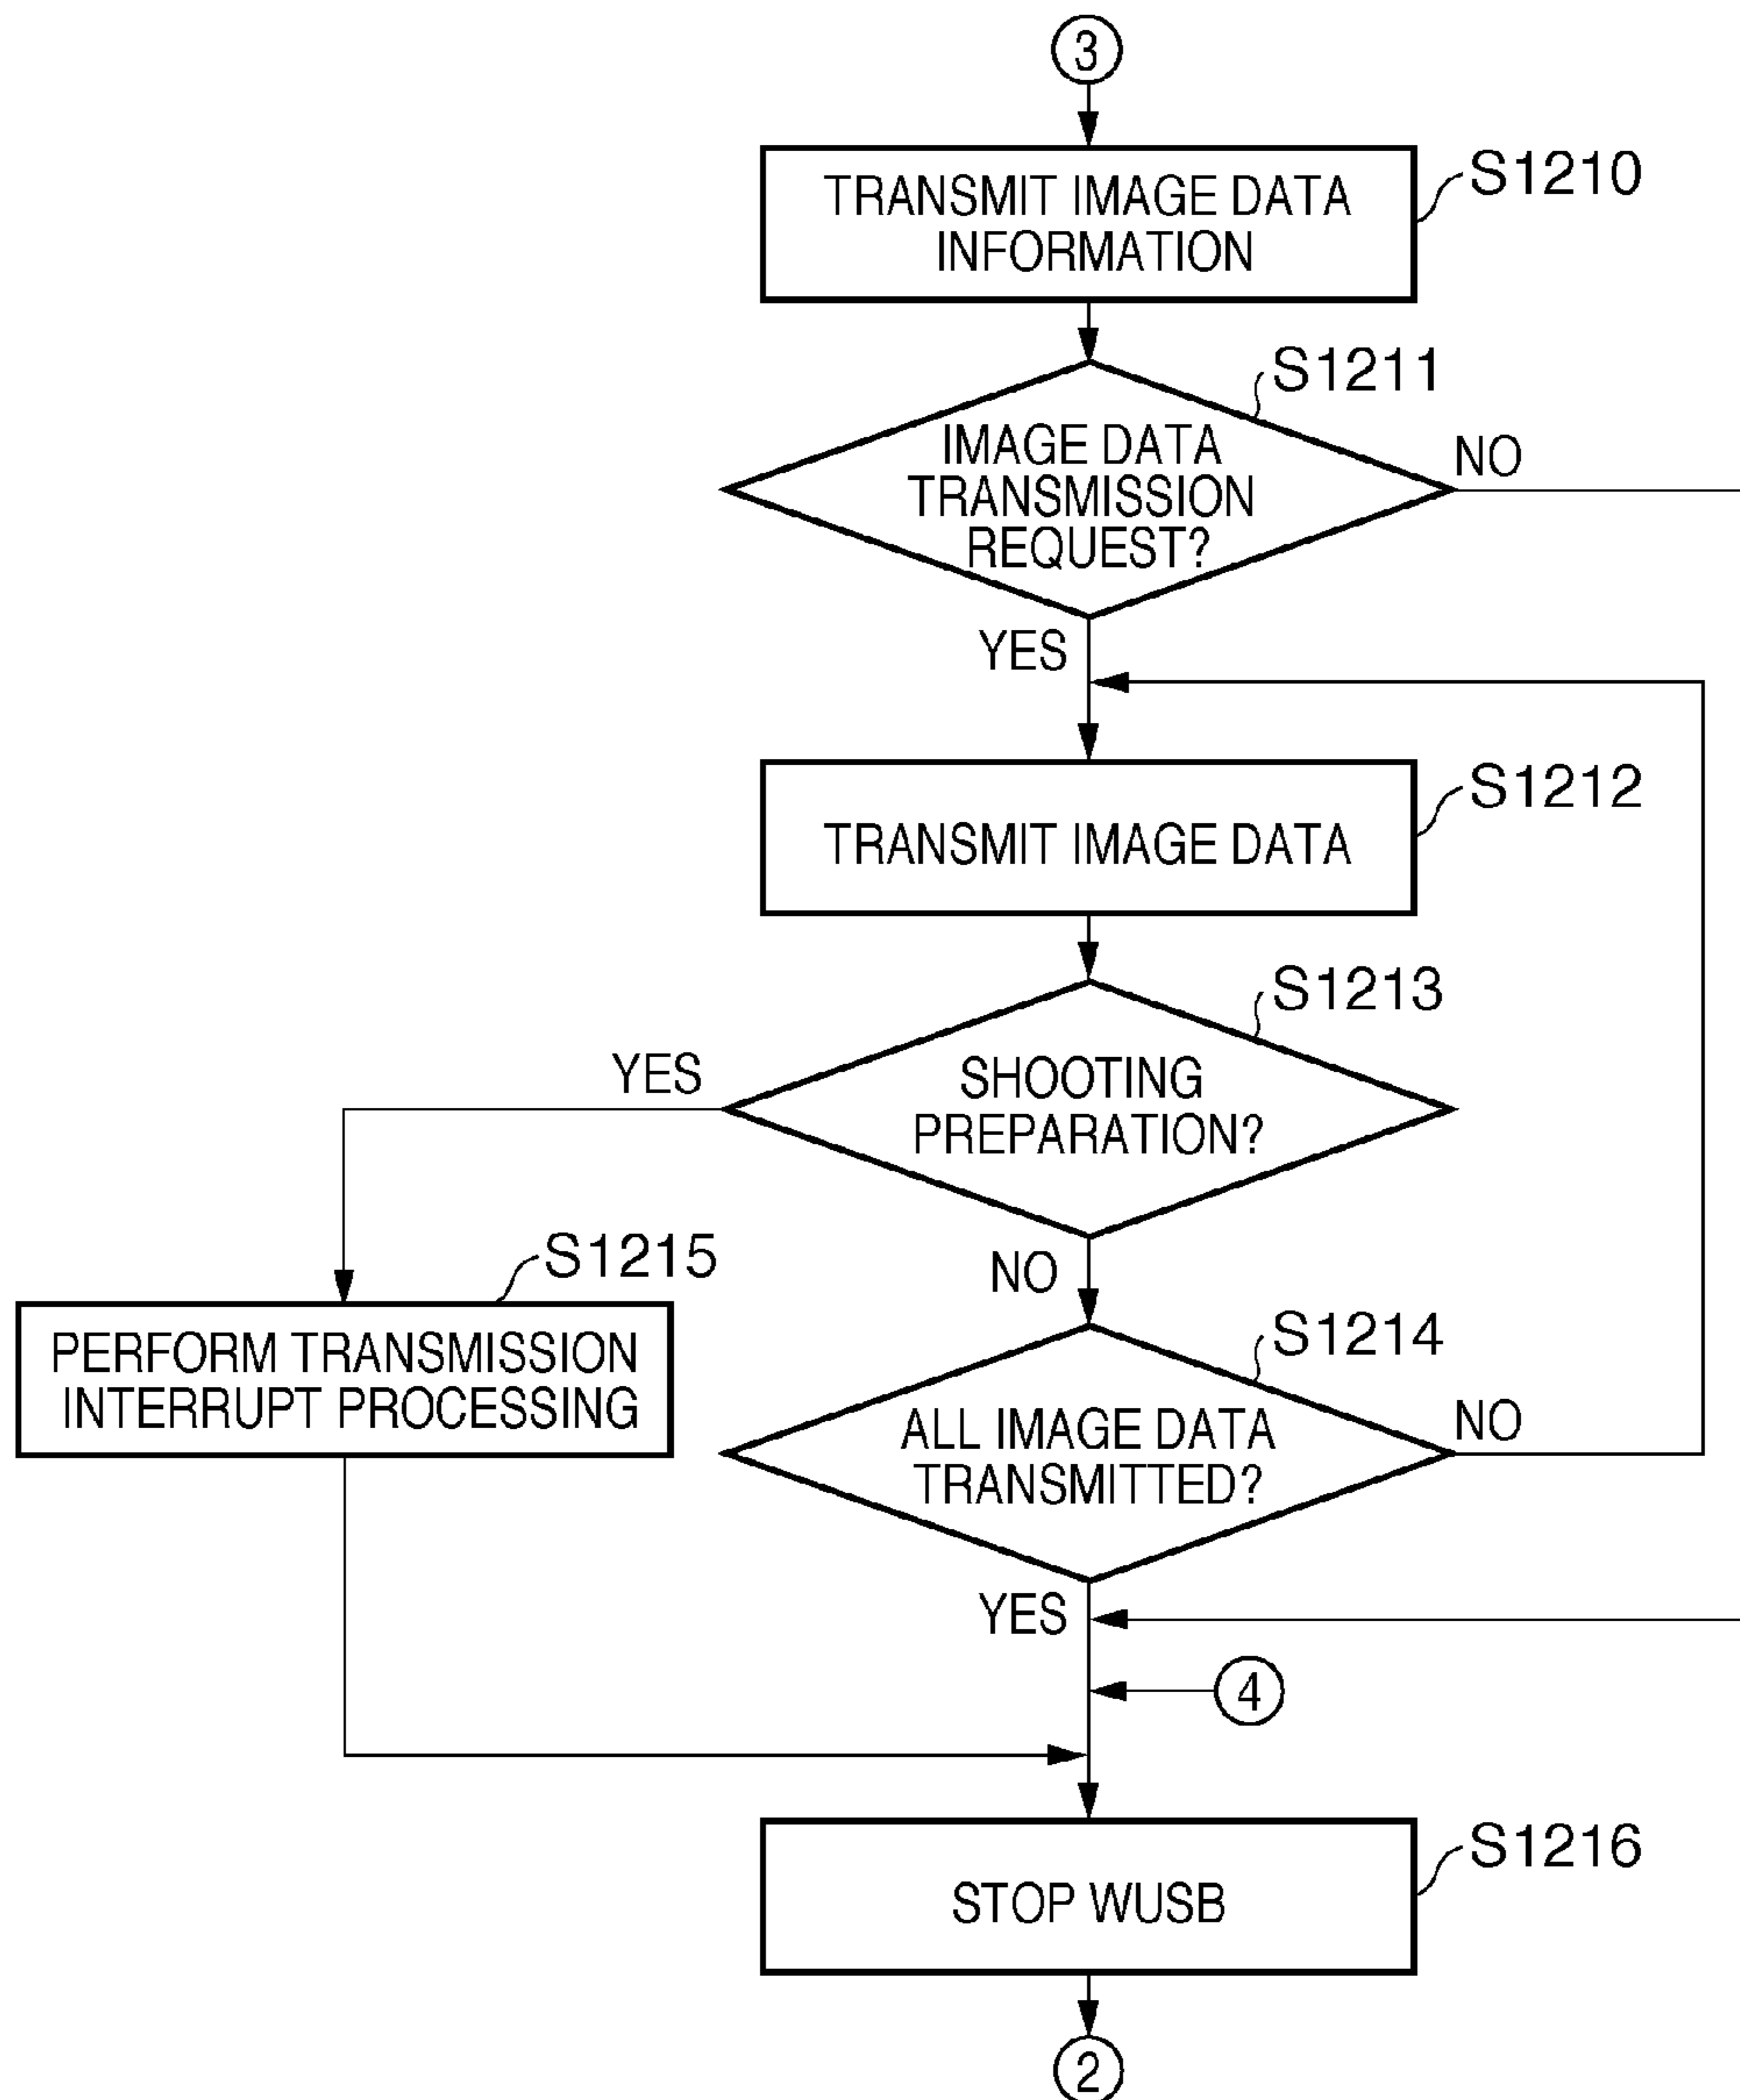 3
TRANSMIT IMAGE DATA
INFORMATION
S1210
S1211
IMAGE DATA
TRANSMISSION
REQUEST?
NO
YES
TRANSMIT IMAGE DATA
S1212
S1213
SHOOTING
PREPARATION?
YES
NO
S1215
PERFORM TRANSMISSION
INTERRUPT PROCESSING
S1214
ALL IMAGE DATA
TRANSMITTED?
NO
YES
4
STOP WUSB
S1216
2